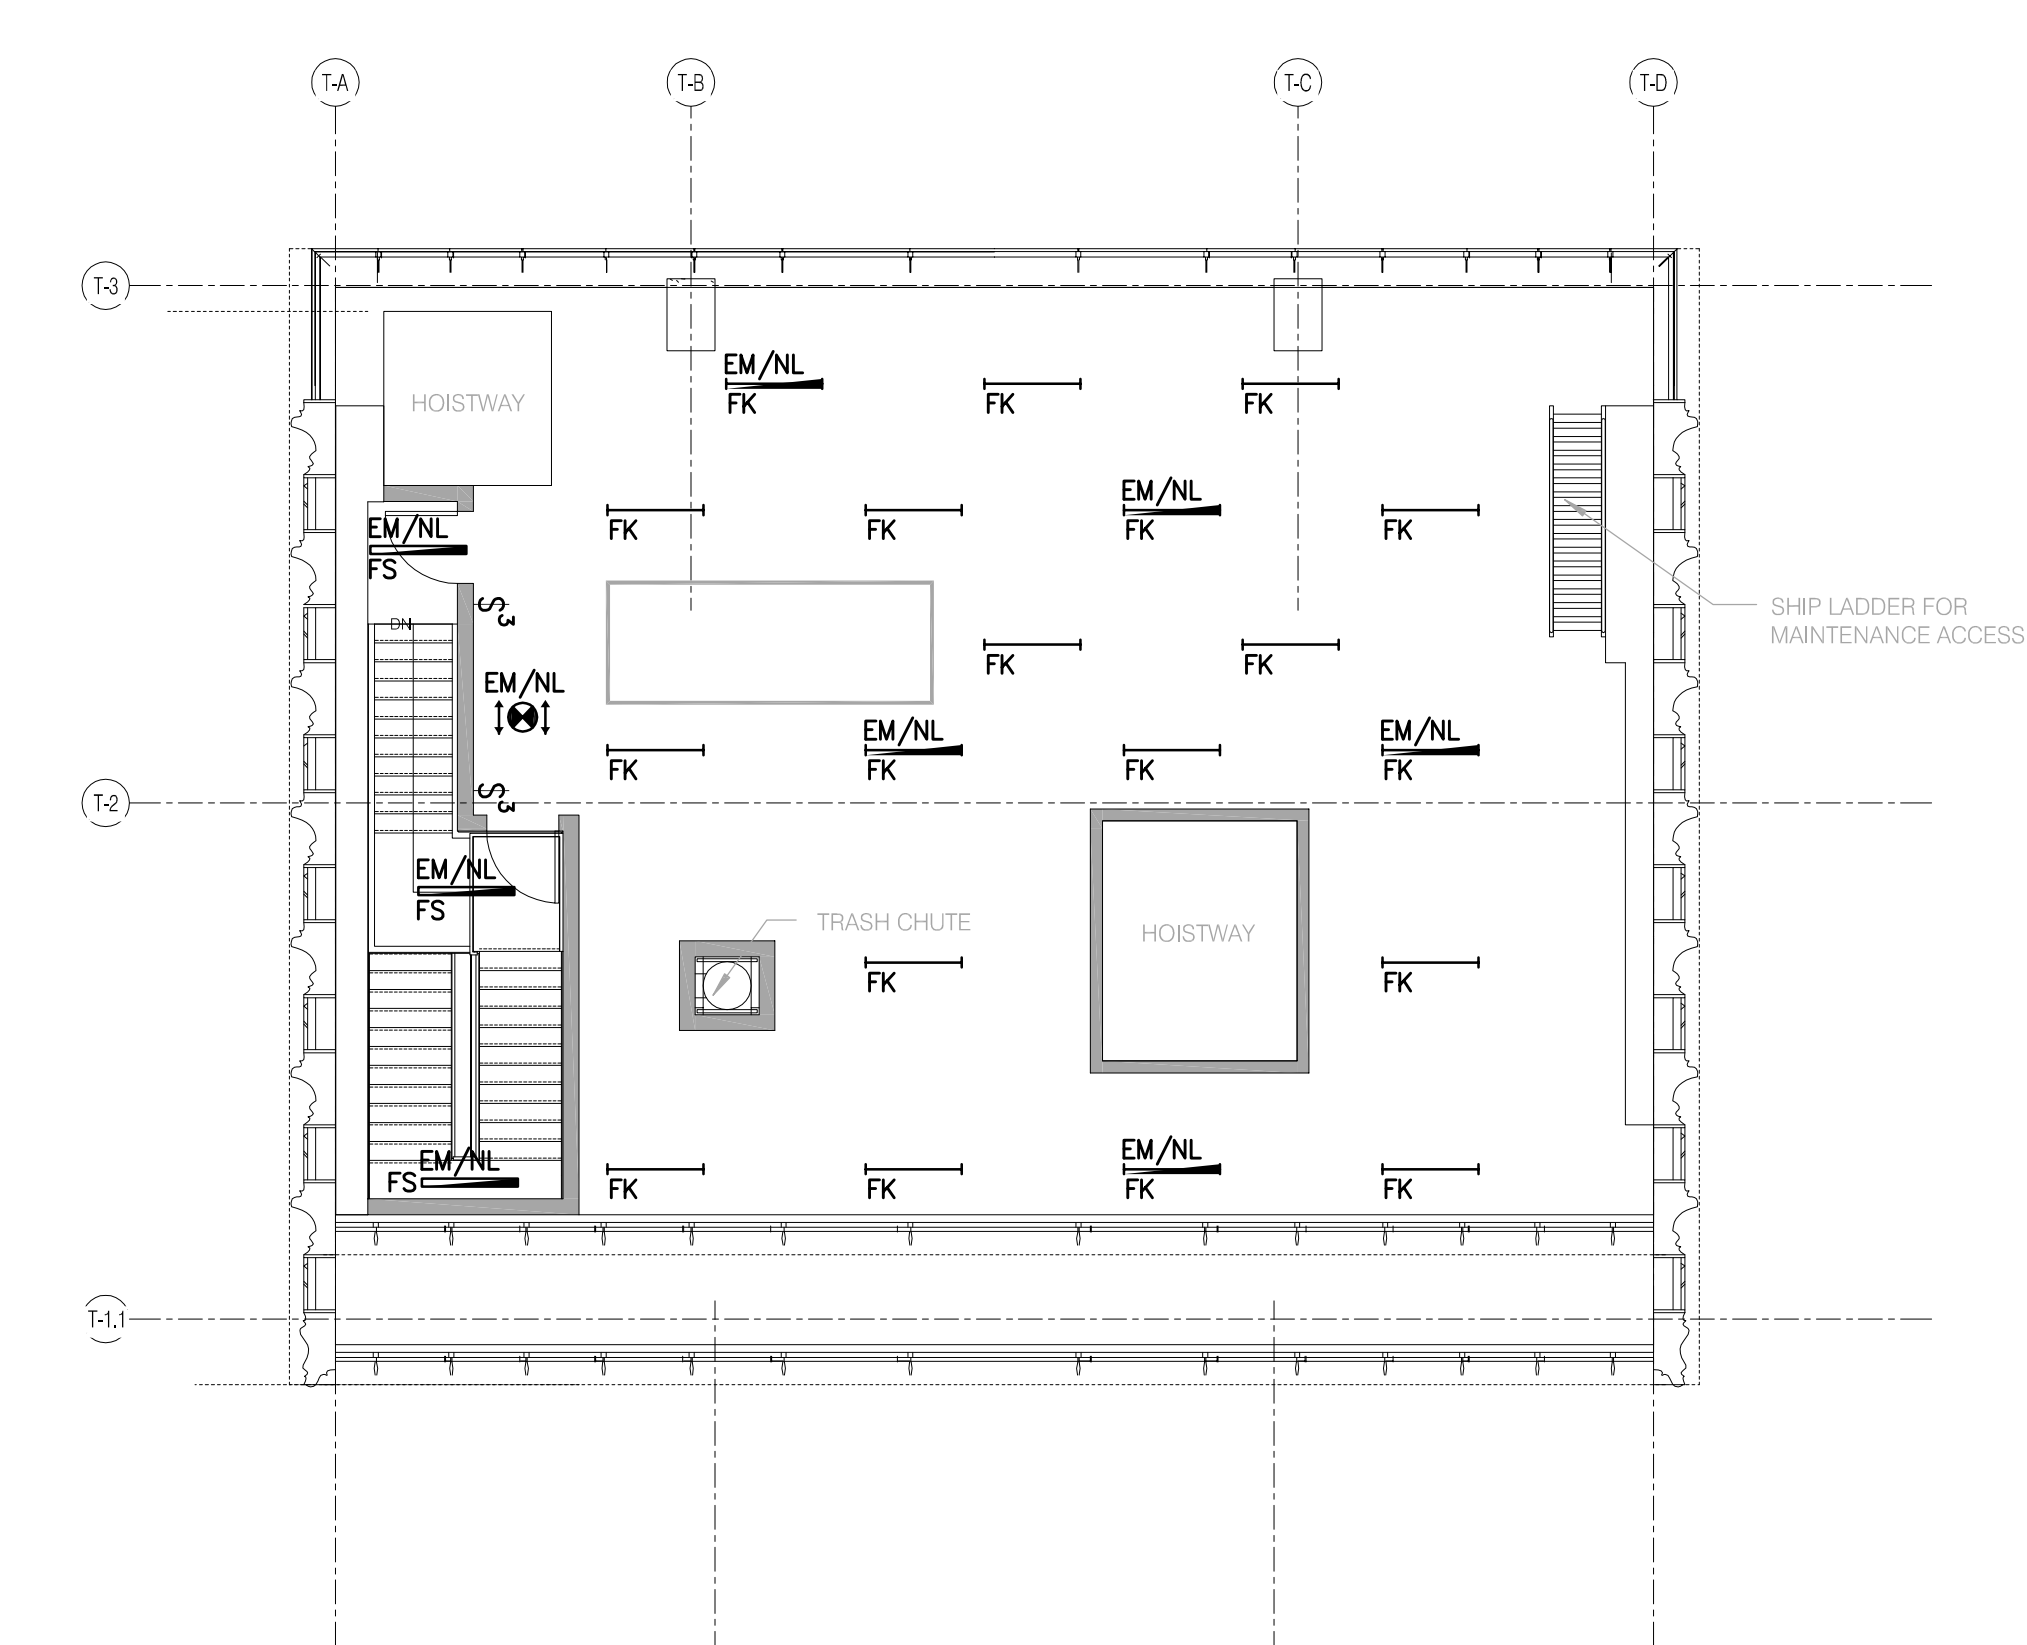 T-A
T-B
T-C
T-D
T-3
EM/NL
FK
FK
FK
HOISTWAY
EM/NL
FK
FK
FK
FK
EM/NL
FS
S3
DN
SHIP LADDER FOR
MAINTENANCE ACCESS
FK
FK
EM/NL
EM/NL
EM/NL
FK
FK
FK
FK
S3
T-2
EM/NL
FS
TRASH CHUTE
HOISTWAY
FK
FK
EM/NL
FS
EM/NL
FK
FK
FK
FK
T-1.1